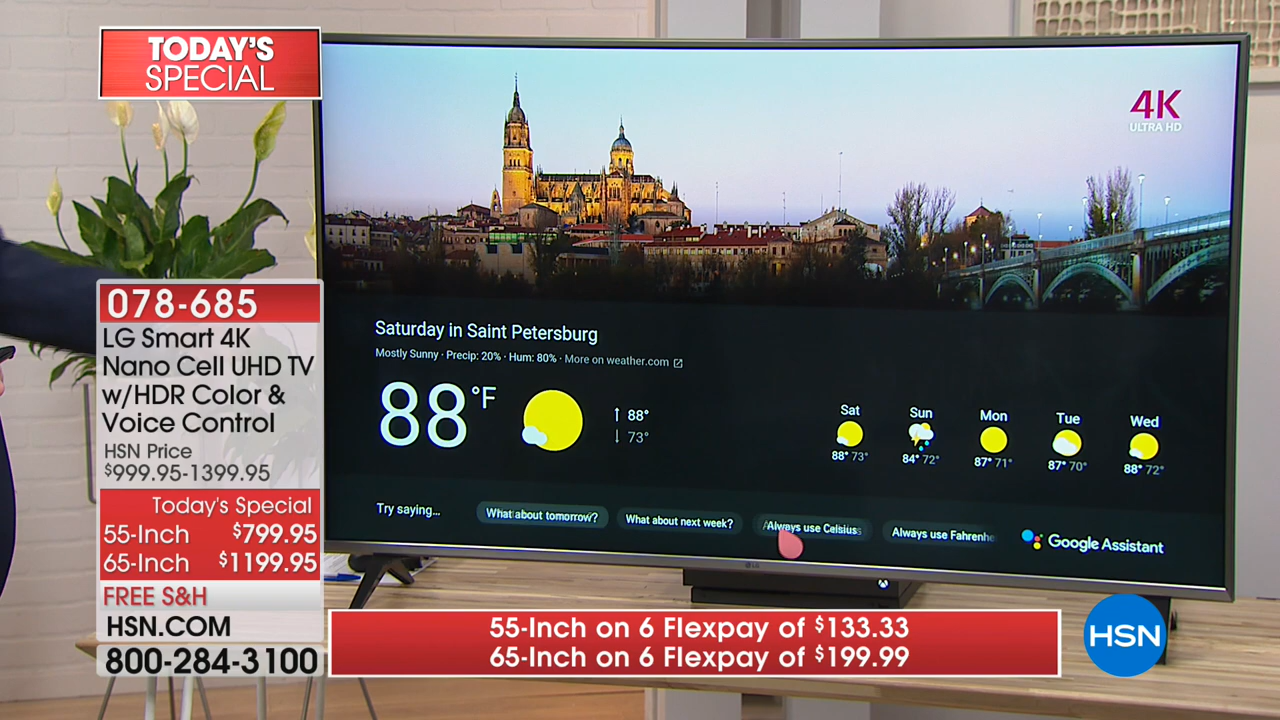 TODAY'S
SPECIAL
078-685
LG Smart 4K
Nano Cell UHD TV
w/HDR Color &
Voice Control
HSN Price
$999.95-1399.95
Today's Special
55-Inch $799.95
65-Inch $1199.95
FREE S&H
HSN.COM
800-284-3100
4K
ULTRA HD
Saturday in Saint Petersburg
Mostly Sunny · Precip: 20% · Hum: 80% · More on weather.com
88°F
↑ 88°
↓ 73°
Sat Sun Mon Tue Wed
88° 73° 84° 72° 87° 71° 87° 70° 88° 72°
Try saying... What about tomorrow? What about next week? Always use Celsius Always use Fahrenhe
Google Assistant
LG
55-Inch on 6 Flexpay of $133.33
65-Inch on 6 Flexpay of $199.99
HSN